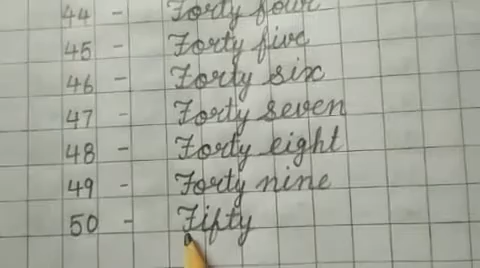 44 - Forty four
45 - Forty five
46 - Forty six
47 - Forty seven
48 - Forty eight
49 - Forty nine
50 - Fifty